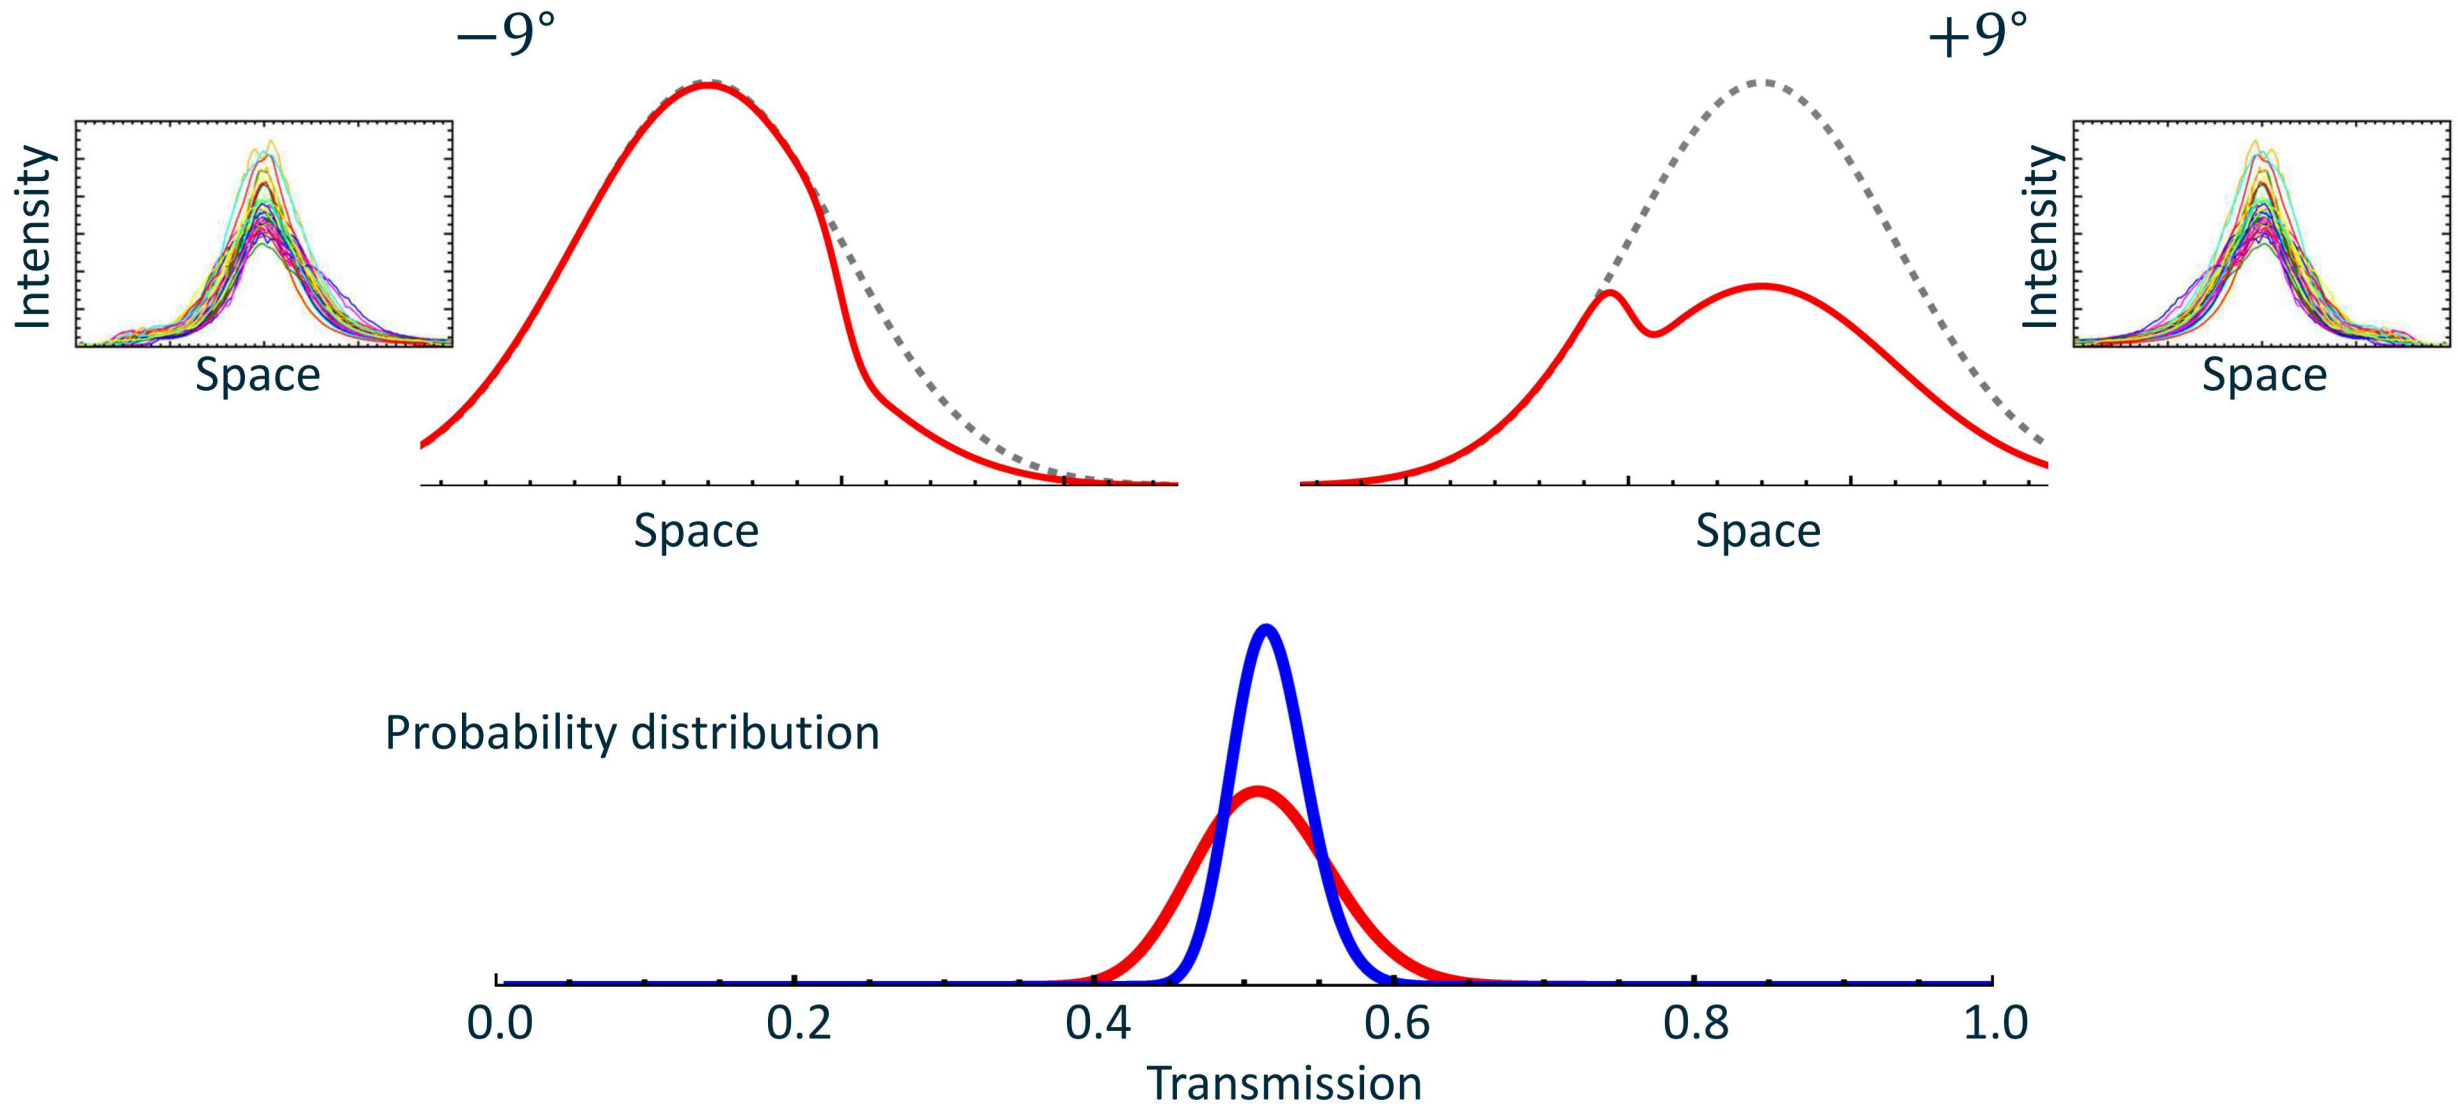 −9°
+9°
Intensity
Space
Space
Space
Intensity
Space
Probability distribution
0.0 0.2 0.4 0.6 0.8 1.0
Transmission